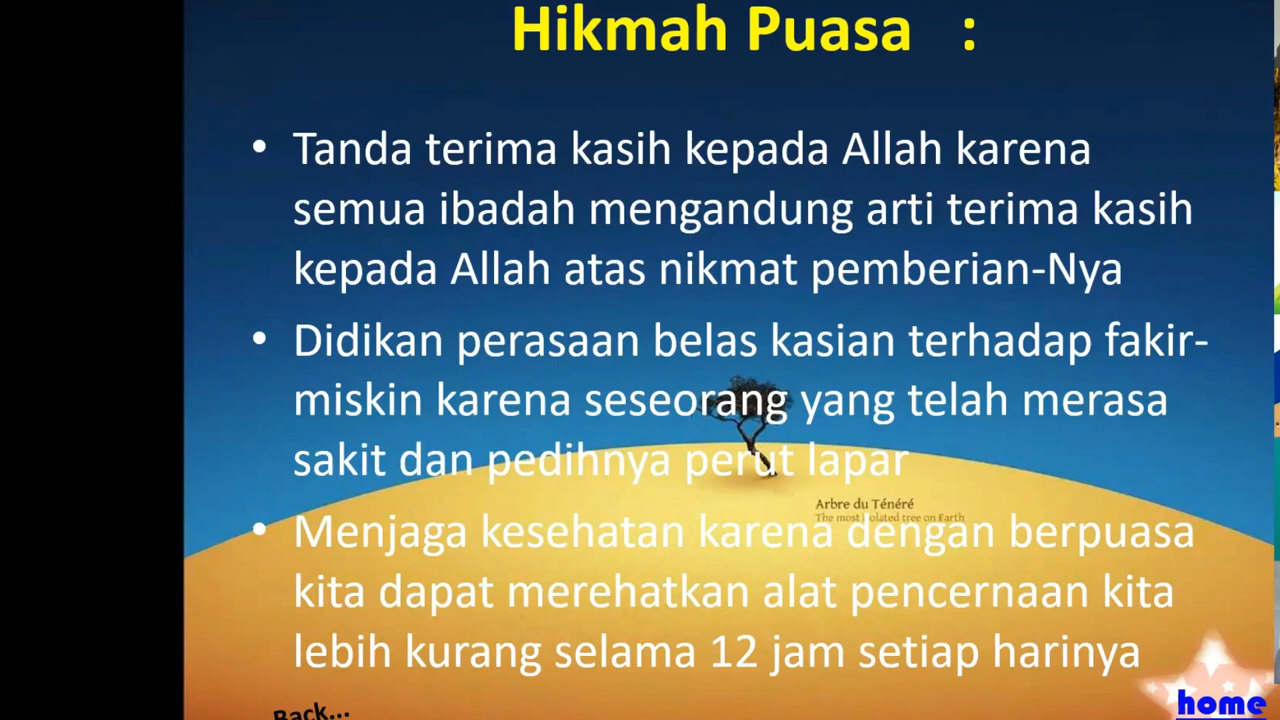 Hikmah Puasa :
• Tanda terima kasih kepada Allah karena
semua ibadah mengandung arti terima kasih
kepada Allah atas nikmat pemberian-Nya
• Didikan perasaan belas kasian terhadap fakir-
miskin karena seseorang yang telah merasa
sakit dan pedihnya perut lapar
Arbre du Ténéré
The most isolated tree on Earth
• Menjaga kesehatan karena dengan berpuasa
kita dapat merehatkan alat pencernaan kita
lebih kurang selama 12 jam setiap harinya
Back...
home